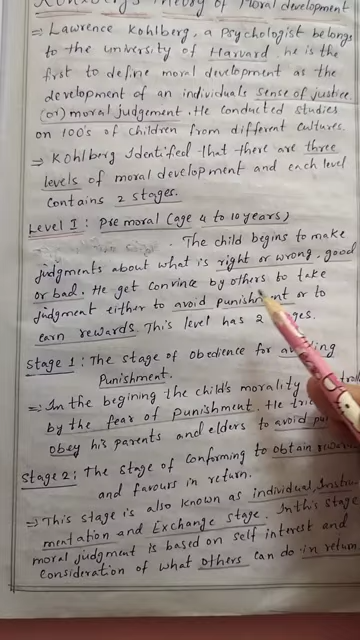 Kohlberg's Theory of Moral development
⇒ Lawrence Kohlberg, a Psychologist belongs
to the university of Harvard. he is the
first to define moral development as the
development of an individuals sense of justice
(or) moral judgement. He conducted studies
on 100's of children from different cultures
⇒ Kohlberg Identified that there are three
levels of moral development and each level
contains 2 stages.
Level I : Pre moral (age 4 to 10 years)
The child begins to make
judgments about what is right or wrong, good
or bad. He get convince by others to take
judgment either to avoid punishment or to
earn rewards. This level has 2
Stage 1 : The stage of obedience for
Punishment.
⇒ In the begining the child's morality
by the fear of punishment. He
obey his parents and elders to avoid
Stage 2 : The stage of conforming to obtain
and favours in return.
⇒ This stage is also known as individual, Instru
mentation and Exchange stage. In this stage
moral judgment is based on self interest and
consideration of what others can do in return